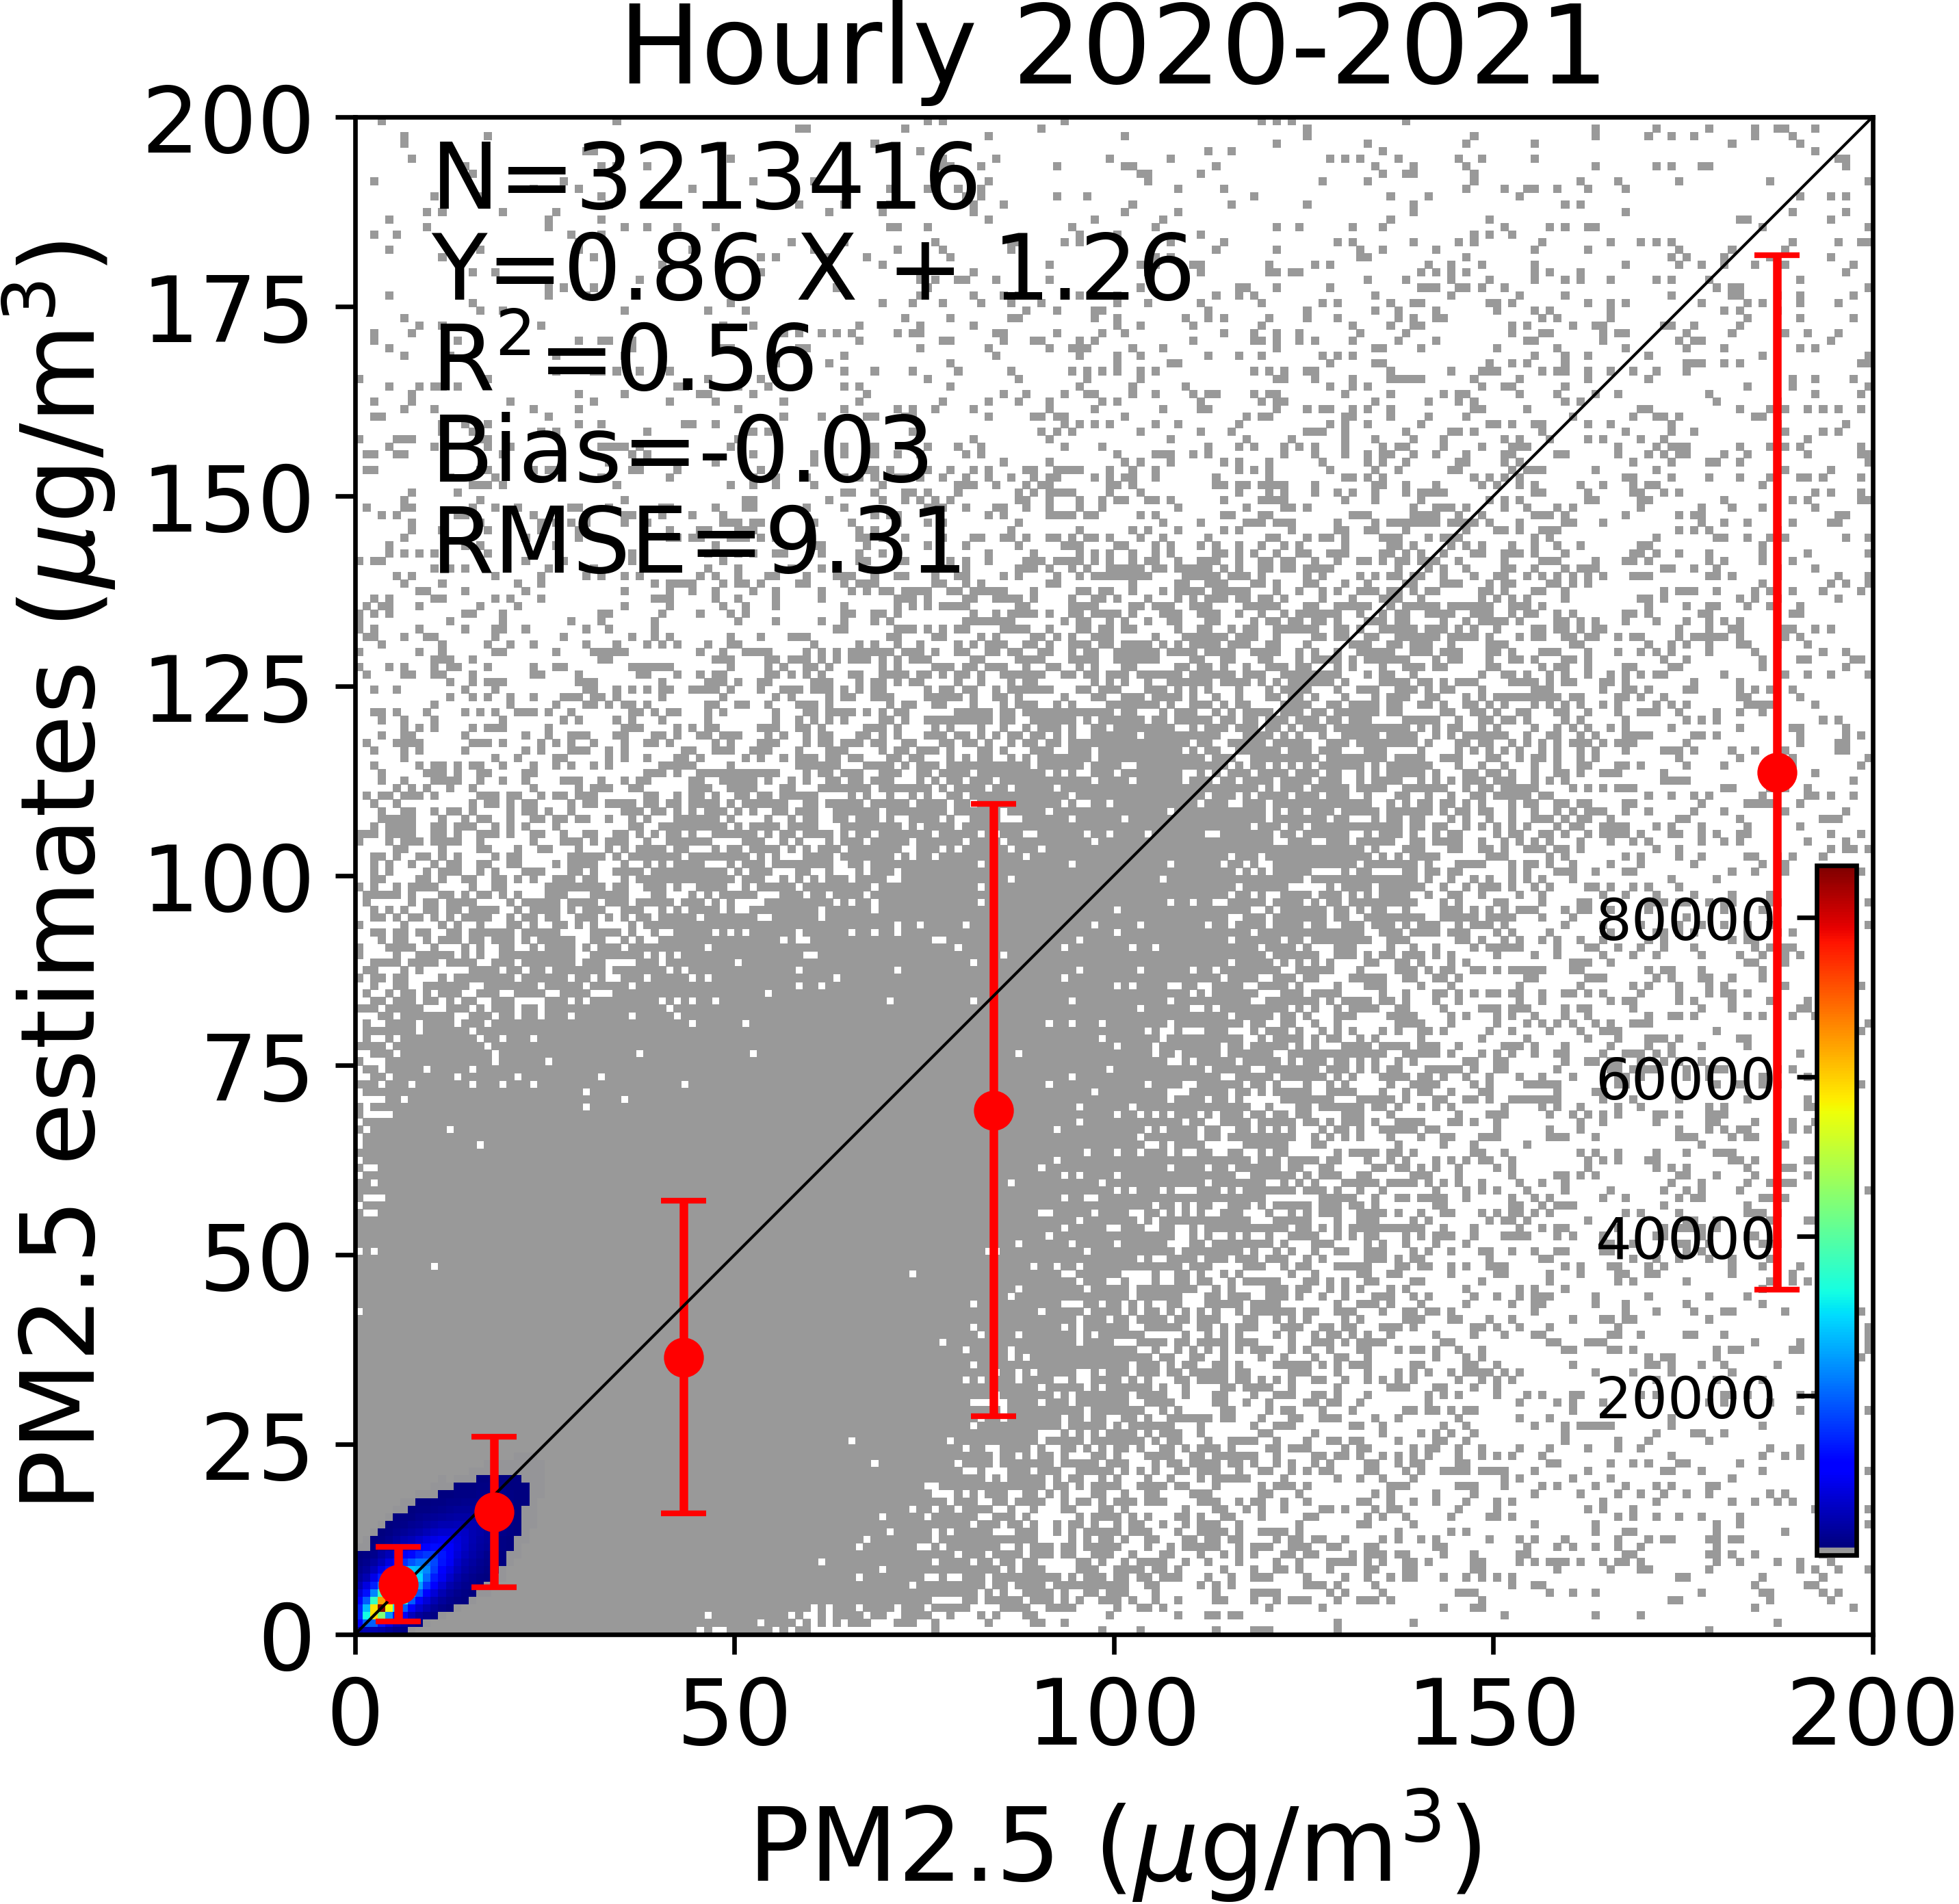 Hourly 2020-2021
PM2.5 estimates (μg/m³)
200
175
150
125
100
75
50
25
0
N=3213416
Y=0.86 X + 1.26
R²=0.56
Bias=-0.03
RMSE=9.31
80000
60000
40000
20000
0 50 100 150 200
PM2.5 (μg/m³)